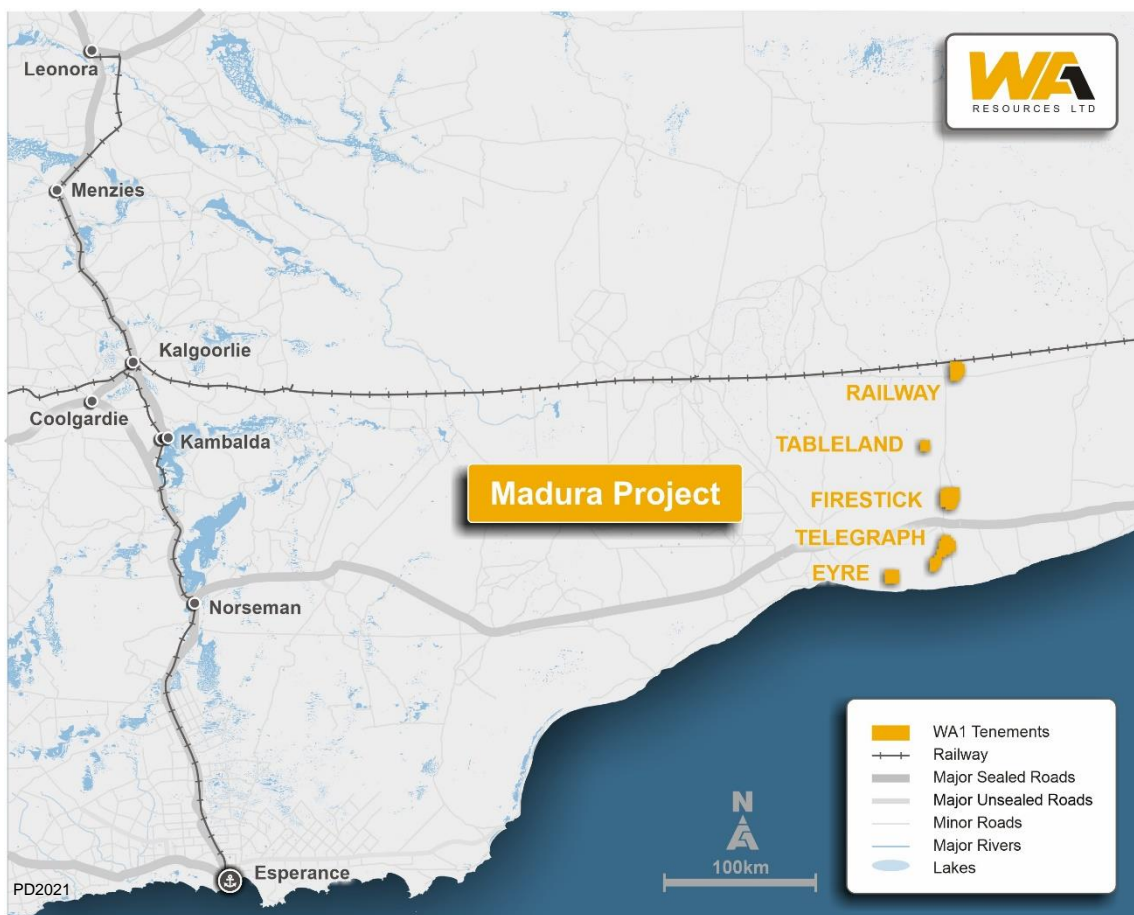 Leonora
WA
RESOURCES LTD
Menzies
Kalgoorlie
RAILWAY
Coolgardie
Kambalda
TABLELAND
Madura Project
FIRESTICK
TELEGRAPH
EYRE
Norseman
WA1 Tenements
Railway
Major Sealed Roads
Major Unsealed Roads
Minor Roads
Major Rivers
Lakes
N
100km
Esperance
PD2021